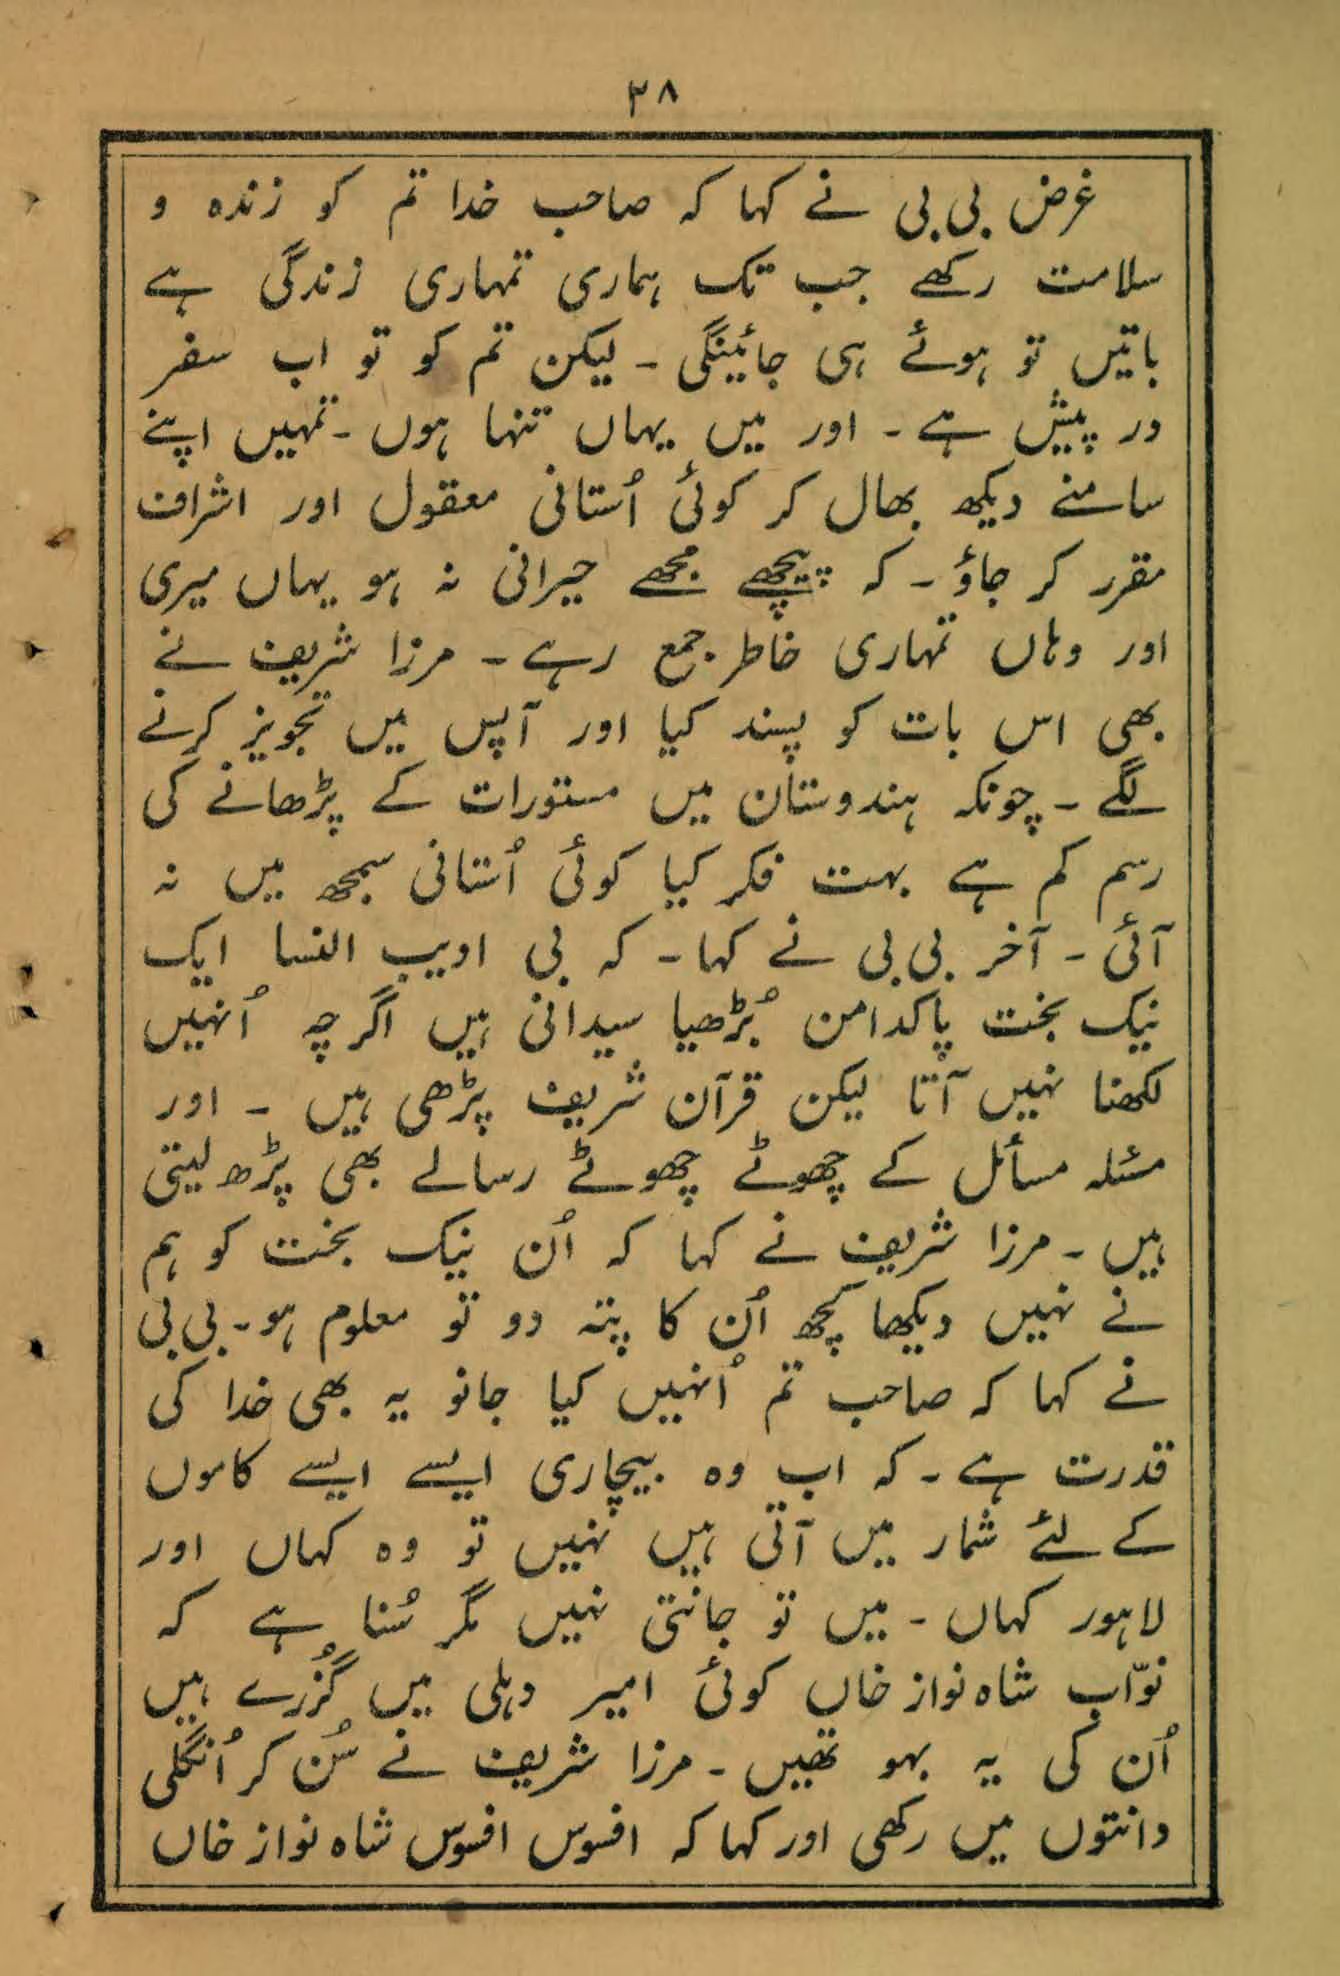 ۳۸
غرض بی‌بی نے کہا کہ صاحب خدا تم کو زندہ و
سلامت رکھے جب تک ہماری تمہاری زندگی ہے
باتیں تو ہوئے ہی جائینگی ۔ لیکن تم کو تو اب سفر
در پیش ہے ۔ اور میں یہاں تنہا ہوں ۔ تمہیں اپنے
سامنے دیکھ بھال کر کوئی اُستانی معقول اور اشراف
مقرر کر جاؤ ۔ کہ پیچھے مجھے حیرانی نہ ہو یہاں میری
اور وہاں تمہاری خاطر جمع رہے ۔ مرزا شریف نے
بھی اس بات کو پسند کیا اور آپس میں تجویز کرنے
لگے ۔ چونکہ ہندوستان میں مستورات کے پڑھانے کی
رسم کم ہے بہت فکر کیا کوئی اُستانی سمجھ میں نہ
آئی ۔ آخر بی‌بی نے کہا ۔ کہ بی ادیب النسا ایک
نیک بخت پاکدامن بُڑھیا سیدانی ہیں اگرچہ اُنہیں
لکھنا نہیں آتا لیکن قرآن شریف پڑھی ہیں ۔ اور
مسٔلہ مسأئل کے چھوٹے چھوٹے رسالے بھی پڑھ لیتی
ہیں ۔ مرزا شریف نے کہا کہ اُن نیک بخت کو ہم
نے نہیں دیکھا کچھ اُن کا پتہ دو تو معلوم ہو ۔ بی‌بی
نے کہا کہ صاحب تم اُنہیں کیا جانو یہ بھی خدا کی
قدرت ہے ۔ کہ اب وہ بیچاری ایسے ایسے کاموں
کے لئے شمار میں آتی ہیں نہیں تو وہ کہاں اور
لاہور کہاں ۔ میں تو جانتی نہیں مگر سُنا ہے کہ
نوّاب شاہ نواز خاں کوئی امیر دہلی میں گُزرے ہیں
اُن کی یہ بہو تھیں ۔ مرزا شریف نے سُن کر اُنگلی
دانتوں میں رکھی اور کہا کہ افسوس افسوس شاہ نواز خاں